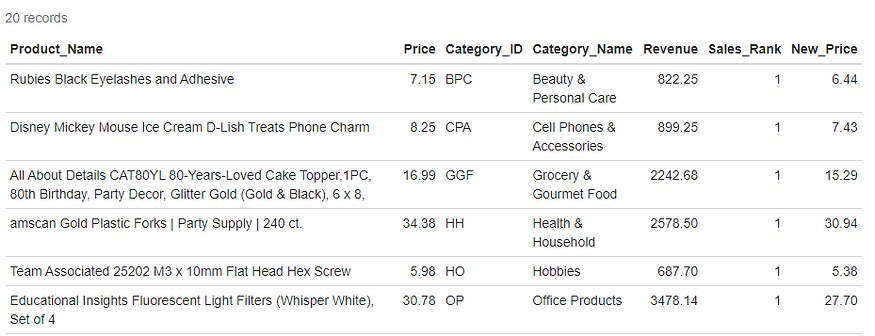 20 records
Product_Name Price Category_ID Category_Name Revenue Sales_Rank New_Price
Rubies Black Eyelashes and Adhesive 7.15 BPC Beauty & 822.25 1 6.44
Personal Care
Disney Mickey Mouse Ice Cream D-Lish Treats Phone Charm 8.25 CPA Cell Phones & 899.25 1 7.43
Accessories
All About Details CAT80YL 80-Years-Loved Cake Topper,1PC, 16.99 GGF Grocery & 2242.68 1 15.29
80th Birthday, Party Decor, Glitter Gold (Gold & Black), 6 x 8, Gourmet Food
amscan Gold Plastic Forks | Party Supply | 240 ct. 34.38 HH Health & 2578.50 1 30.94
Household
Team Associated 25202 M3 x 10mm Flat Head Hex Screw 5.98 HO Hobbies 687.70 1 5.38
Educational Insights Fluorescent Light Filters (Whisper White), 30.78 OP Office Products 3478.14 1 27.70
Set of 4